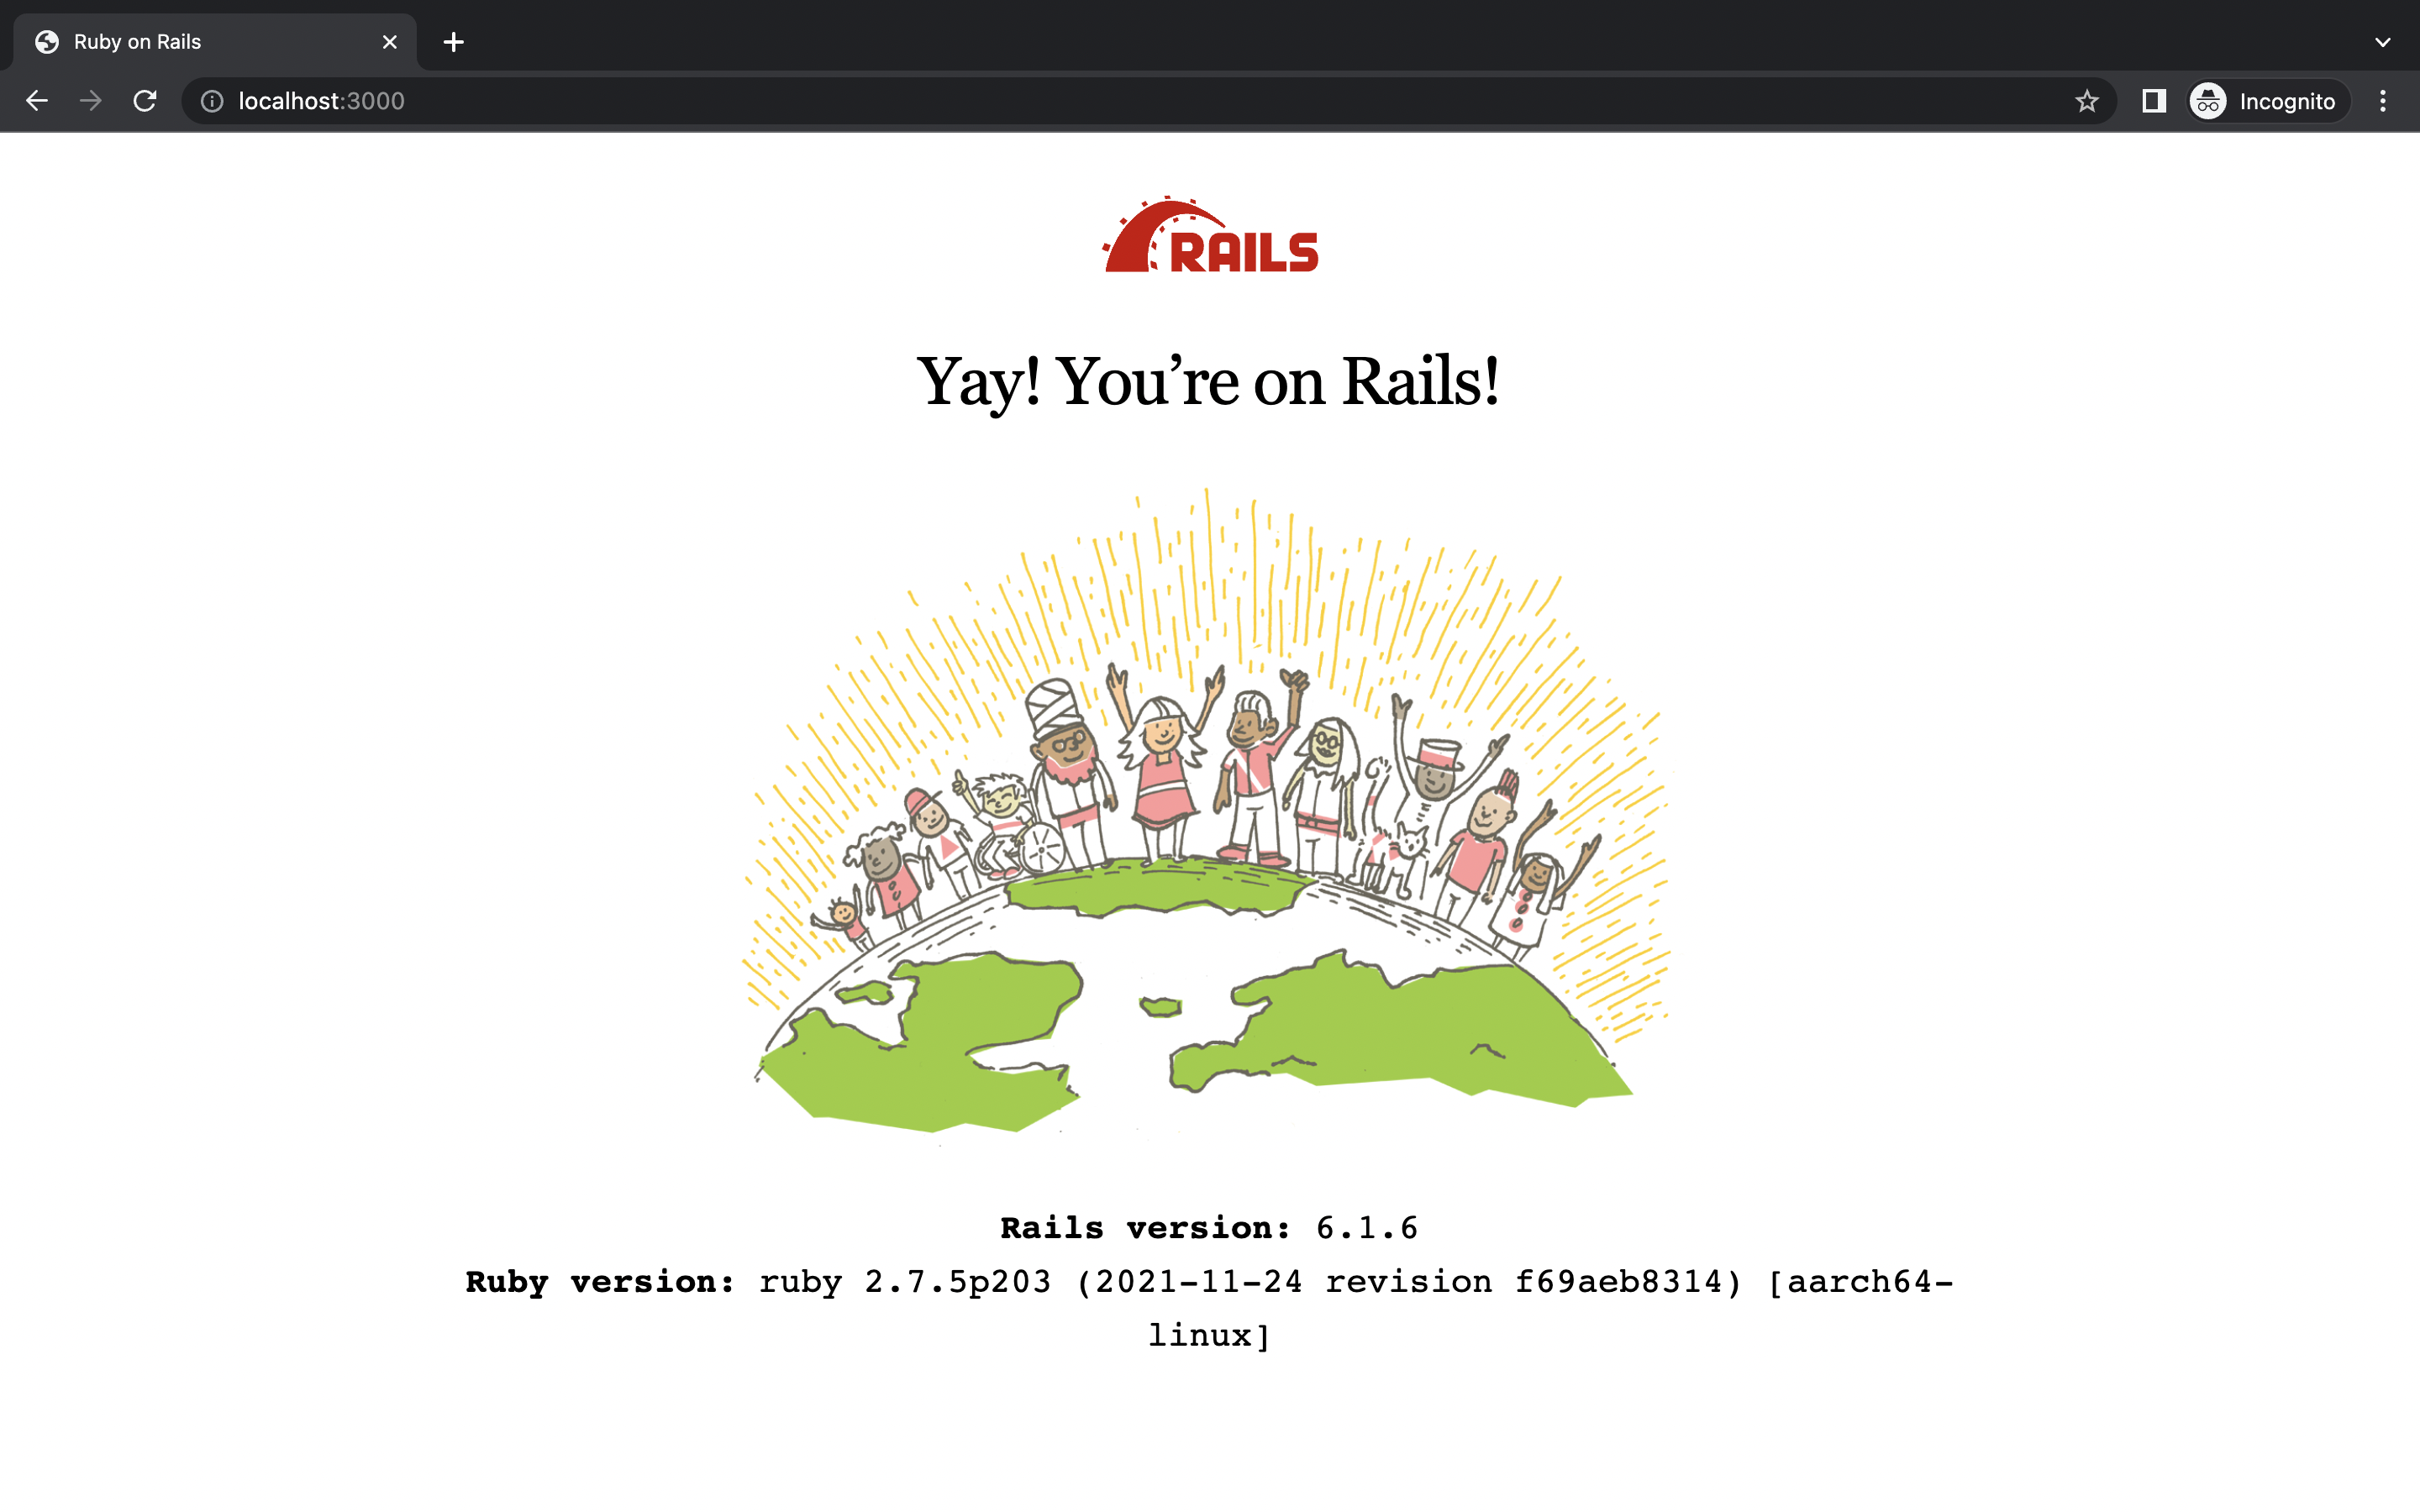 Ruby on Rails
localhost:3000
Incognito
RAILS
Yay! You’re on Rails!
Rails version: 6.1.6
Ruby version: ruby 2.7.5p203 (2021-11-24 revision f69aeb8314) [aarch64-
linux]